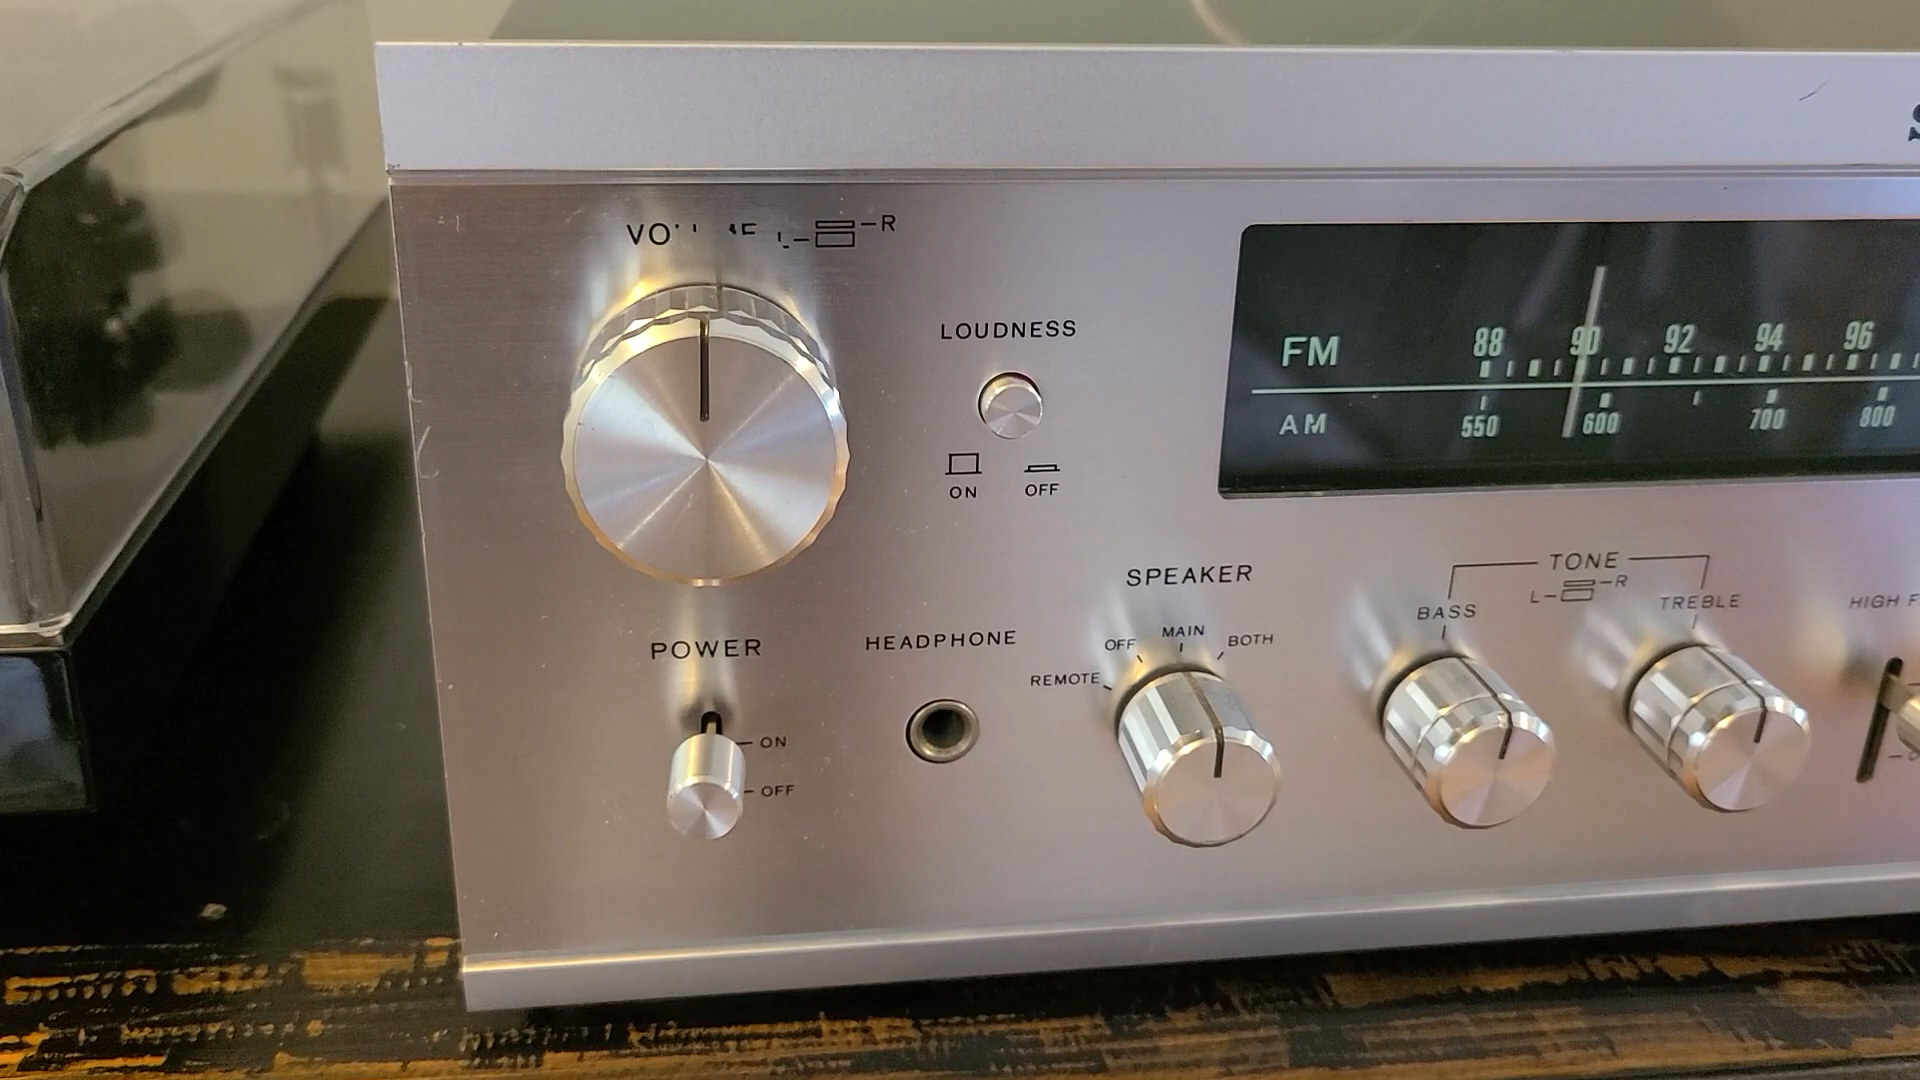 R
LOUDNESS
ON OFF
FM 88 90 92 94 96
AM 550 600 700 800
SPEAKER
REMOTE OFF MAIN BOTH
TONE
L R
BASS TREBLE
HIGH
POWER
ON
OFF
HEADPHONE